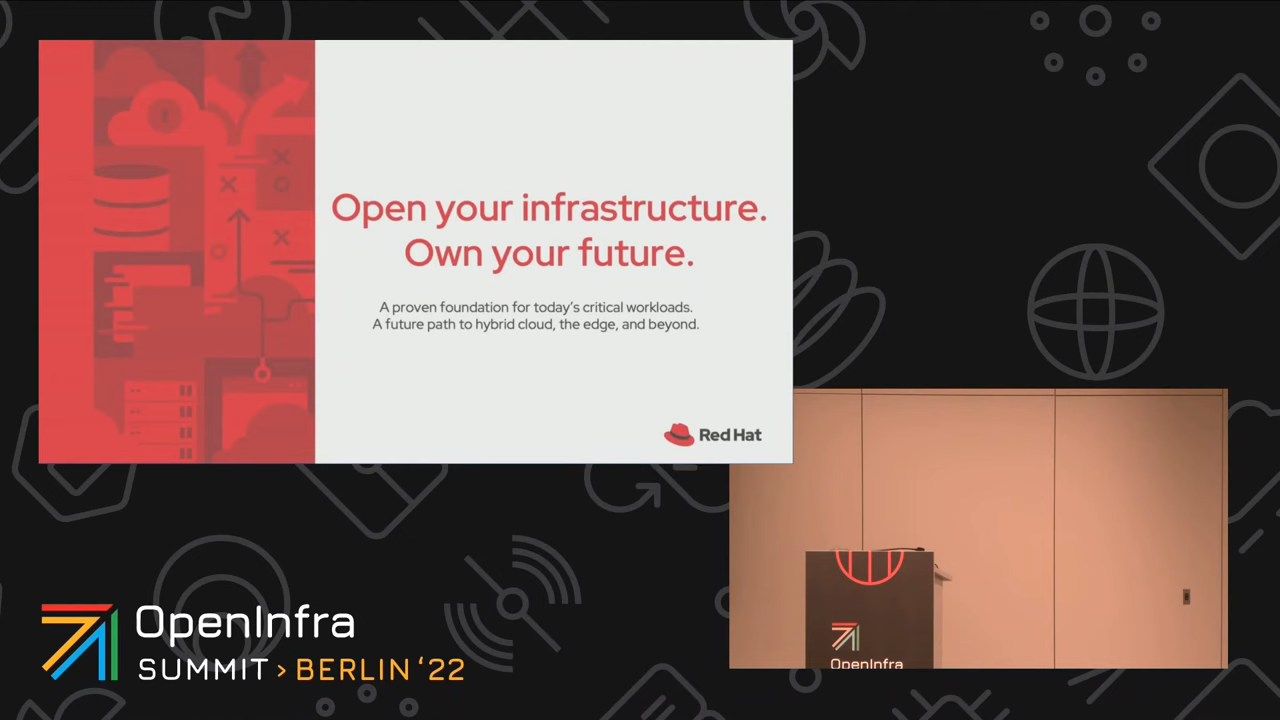 Open your infrastructure.
Own your future.
A proven foundation for today's critical workloads.
A future path to hybrid cloud, the edge, and beyond.
Red Hat
OpenInfra
SUMMIT > BERLIN '22
OpenInfra